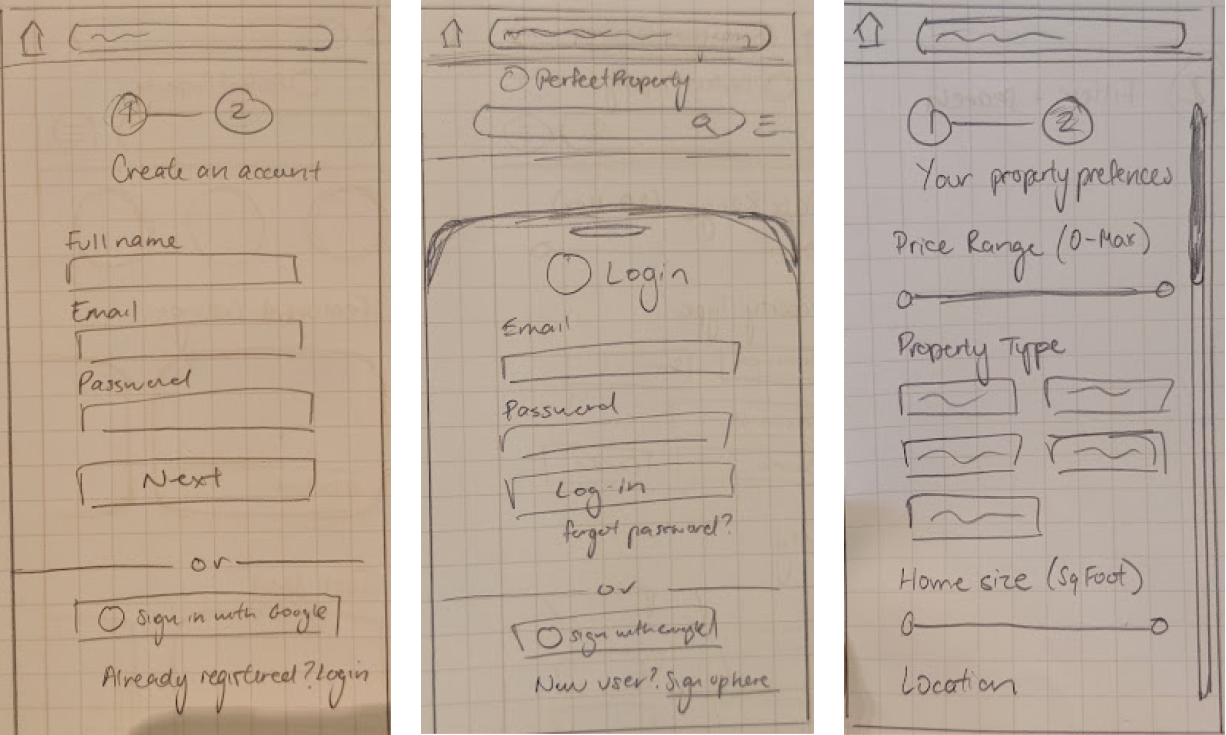 1 2
Create an account
Full name
Email
Password
Next
or
Sign in with Google
Already registered? Login
PerfectProperty
Login
Email
Password
Log-in
forgot password?
or
Sign with
New user? Sign up here
1 2
Your property prefences
Price Range (0-Max)
Property Type
Home size (Sq Foot)
Location